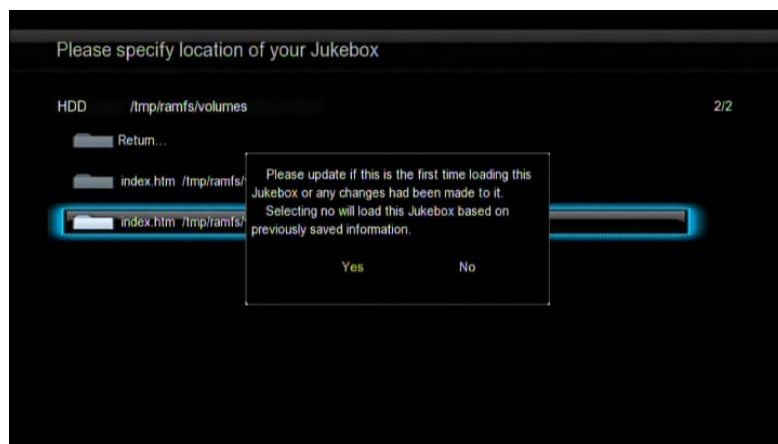 Please specify location of your Jukebox
HDD /tmp/ramfs/volumes 2/2
Return...
index.htm /tmp/ramfs/
index.htm /tmp/ramfs/
Please update if this is the first time loading this
Jukebox or any changes had been made to it.
Selecting no will load this Jukebox based on
previously saved information.
Yes No